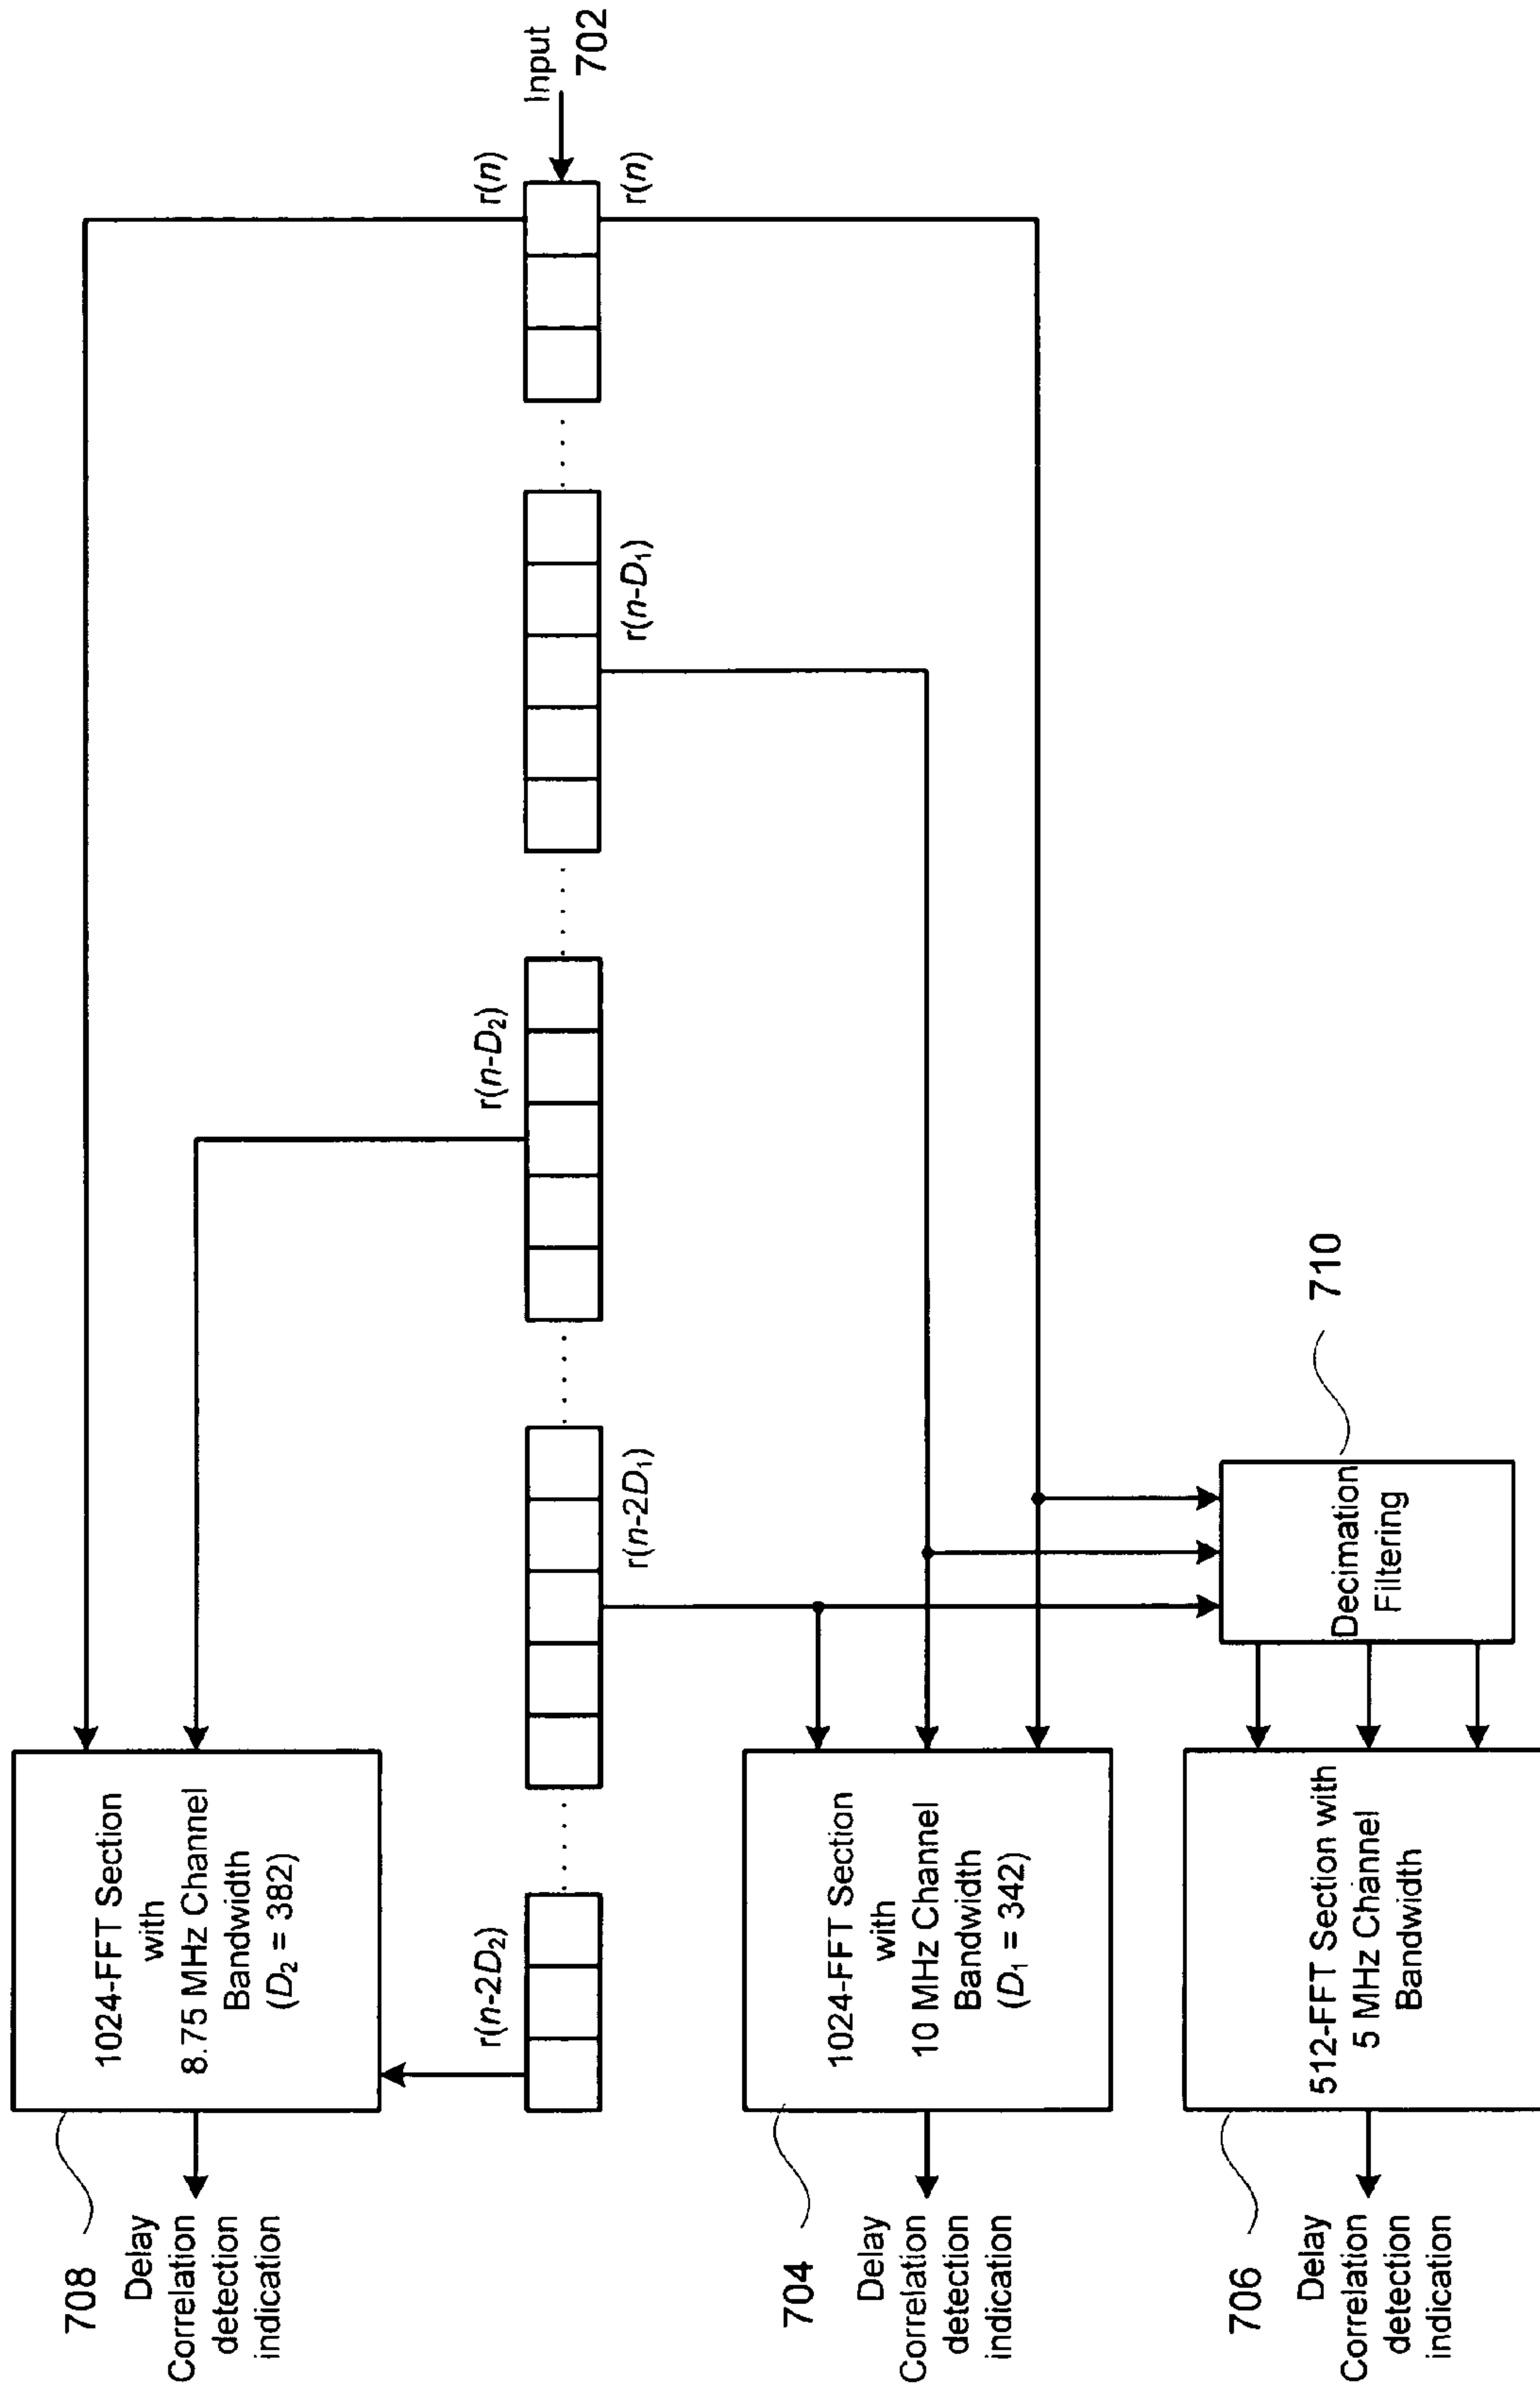 1024-FFT Section
with
8.75 MHz Channel
Bandwidth
(D₂ = 382)
708
Delay
Correlation
detection
indication
r(n-2D₂)
r(n-2D₁)
r(n-D₂)
r(n-D₁)
r(n)
r(n)
Input
702
1024-FFT Section
with
10 MHz Channel
Bandwidth
(D₁ = 342)
704
Delay
Correlation
detection
indication
512-FFT Section with
5 MHz Channel
Bandwidth
706
Delay
Correlation
detection
indication
Decimation
Filtering
710